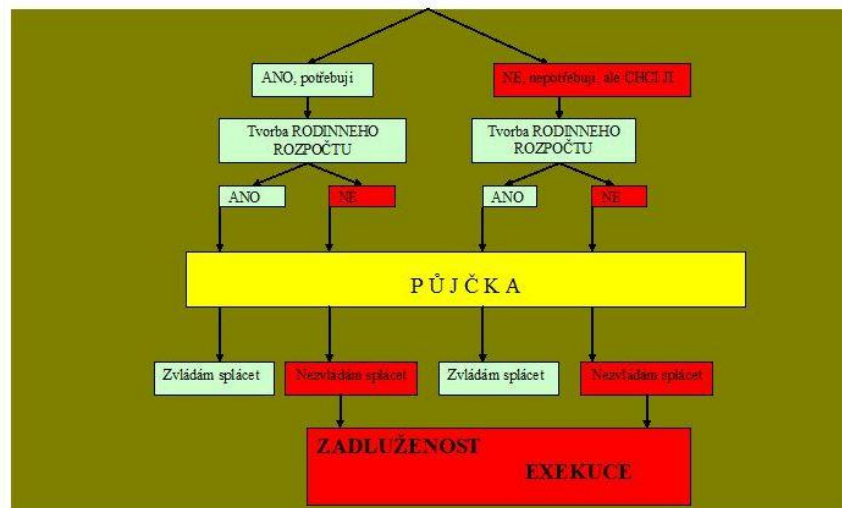 ANO, potřebuji
NE, nepotřebuji, ale CHCI JI
Tvorba RODINNEHO
ROZPOČTU
Tvorba RODINNEHO
ROZPOČTU
ANO
NE
ANO
NE
PŮJČKA
Zvládám splácet
Nezvládám splácet
Zvládám splácet
Nezvládám splácet
ZADLUŽENOST
EXEKUCE